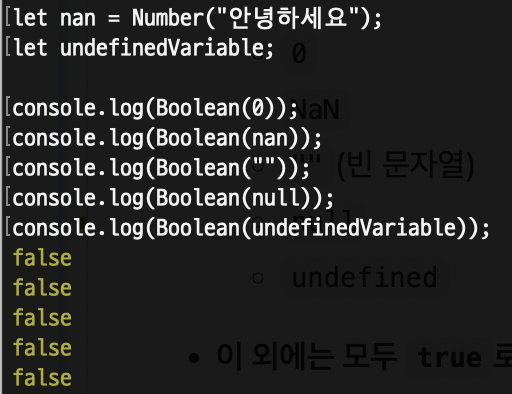 let nan = Number("안녕하세요");
let undefinedVariable;
0
console.log(Boolean(0));
NaN
console.log(Boolean(nan));
"" (빈 문자열)
console.log(Boolean(""));
console.log(Boolean(null));
null
console.log(Boolean(undefinedVariable));
false
undefined
false
false
false
이 외에는 모두 true 로
false